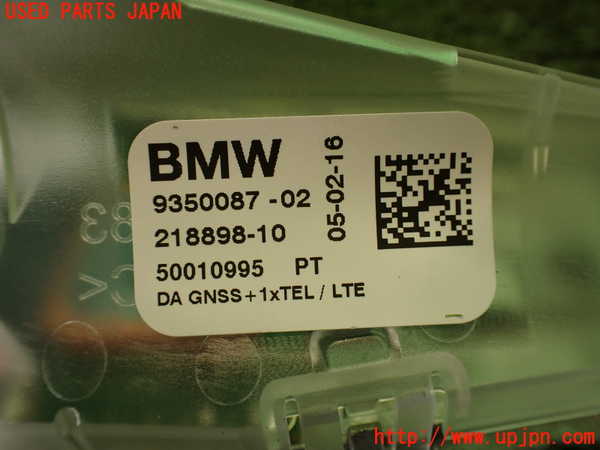 USED PARTS JAPAN
BMW
9350087 -02
218898-10
50010995 PT
DA GNSS+1xTEL / LTE
05-02-16
http://www.upjpn.com